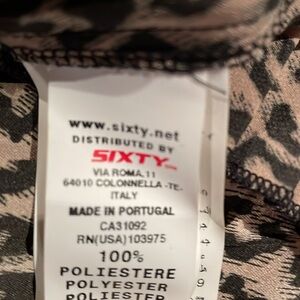 www.sixty.net
DISTRIBUTED BY
SIXTY
VIA ROMA, 11
64010 COLONNELLA -TE-
ITALY
MADE IN PORTUGAL
CA31092
RN(USA)103975
100%
POLIESTERE
POLYESTER
POLIESTER